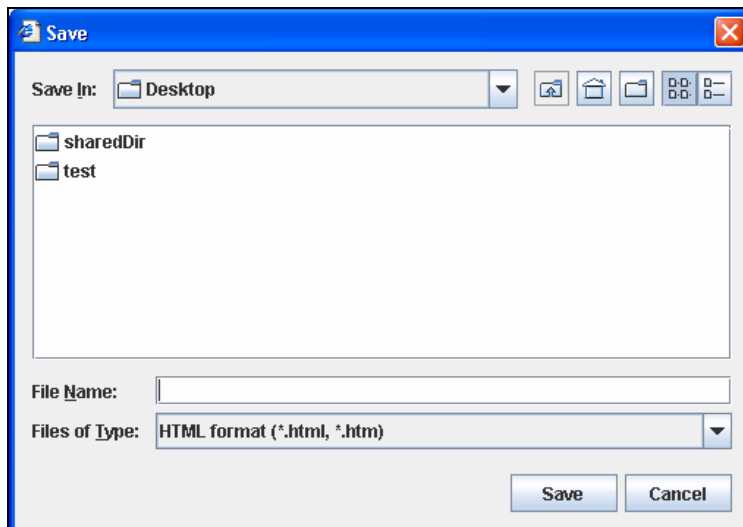 Save
Save In: Desktop
sharedDir
test
File Name:
Files of Type: HTML format (*.html, *.htm)
Save Cancel